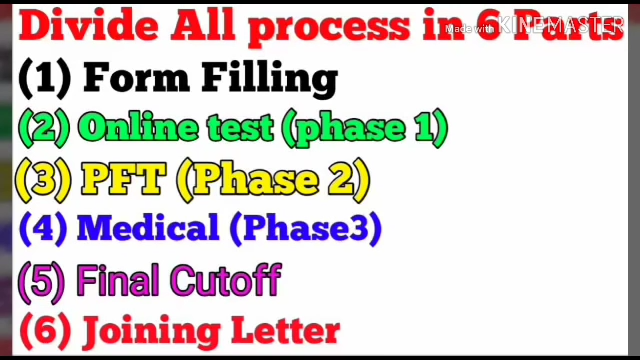 Divide All process in 6 Parts
Made with KINEMASTER
(1) Form Filling
(2) Online test (phase 1)
(3) PFT (Phase 2)
(4) Medical (Phase3)
(5) Final Cutoff
(6) Joining Letter